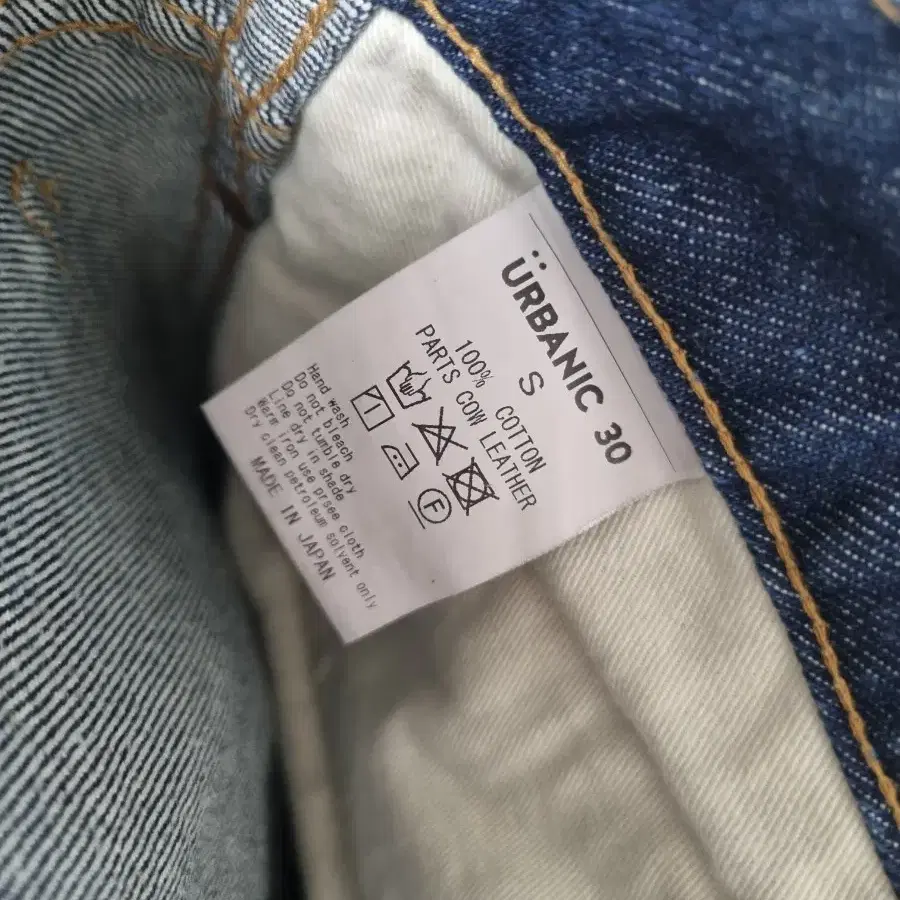 ÜRBANIC 30
S
100% COTTON
PARTS COW LEATHER
F
Hand wash
Do not bleach
Do not tumble dry
Line dry in shade
Warm iron use prsee cloth
Dry clean petroleum solvent only
MADE IN JAPAN